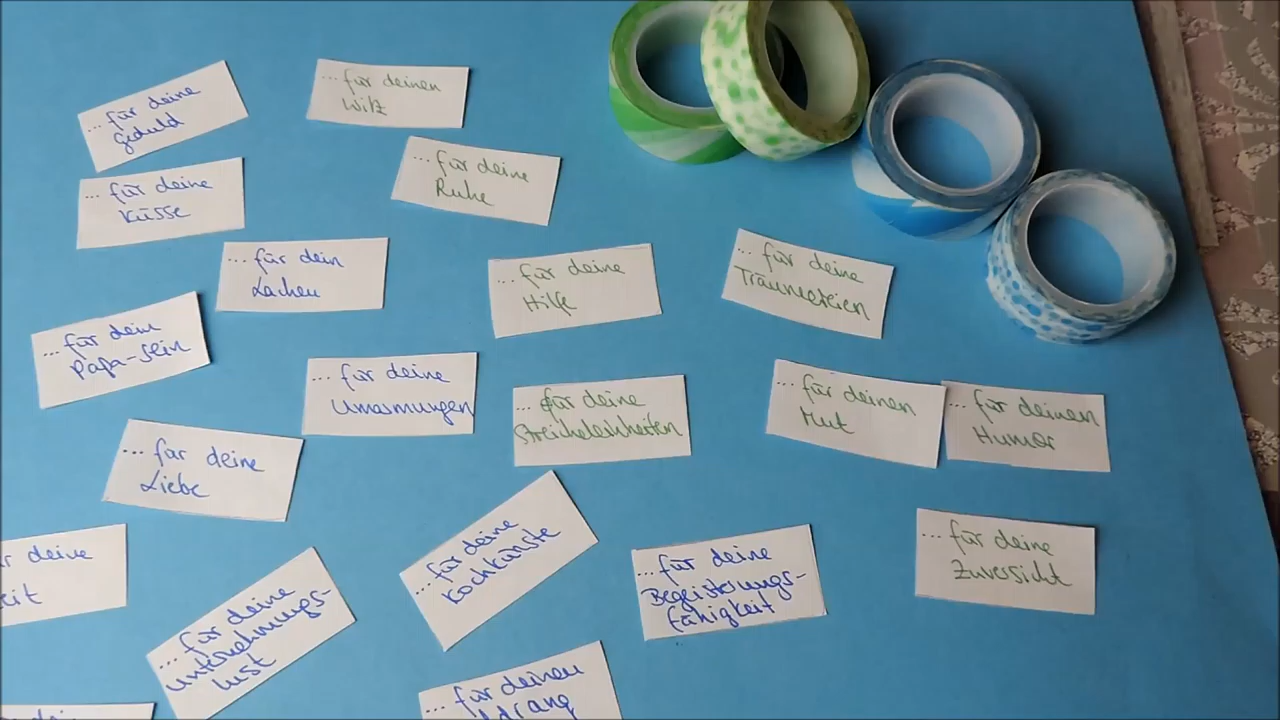 ... für deine
Geduld
... für deinen
Witz
... für deine
Ruhe
... für deine
Küsse
... für dein
Lachen
... für deine
Hilfe
... für deine
Träumereien
... für dein
Papa-Sein
... für deine
Umarmungen
... für deine
Streicheleinheiten
... für deinen
Mut
... für deinen
Humor
... für deine
Liebe
... für deine
Kochkünste
... für deine
Begeisterungs-
fähigkeit
... für deine
Zuversicht
deine
... für deine
Unternehmungs-
lust
... für deinen